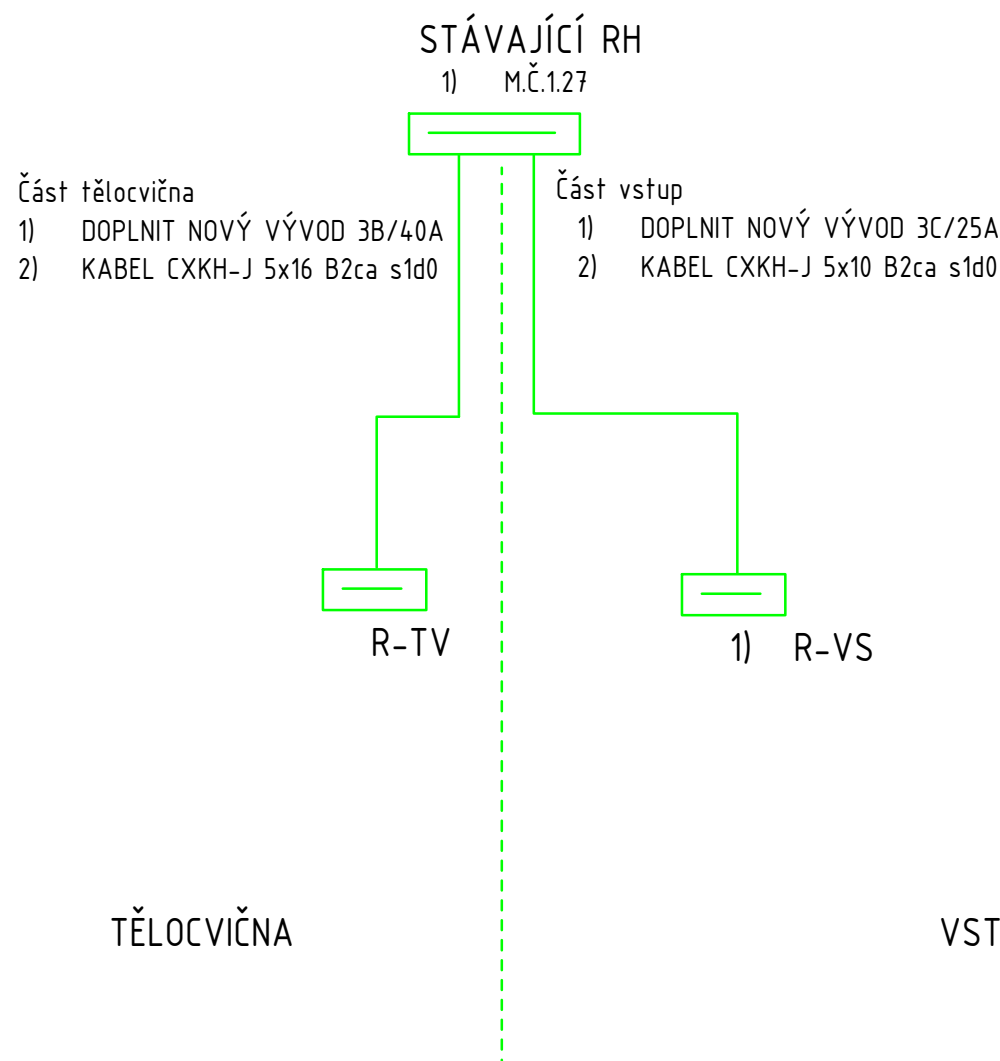 STÁVAJÍCÍ RH
1) M.Č.1.27
Část tělocvična
1) DOPLNIT NOVÝ VÝVOD 3B/40A
2) KABEL CXKH-J 5x16 B2ca s1d0
Část vstup
1) DOPLNIT NOVÝ VÝVOD 3C/25A
2) KABEL CXKH-J 5x10 B2ca s1d0
R-TV
1) R-VS
TĚLOCVIČNA
VST